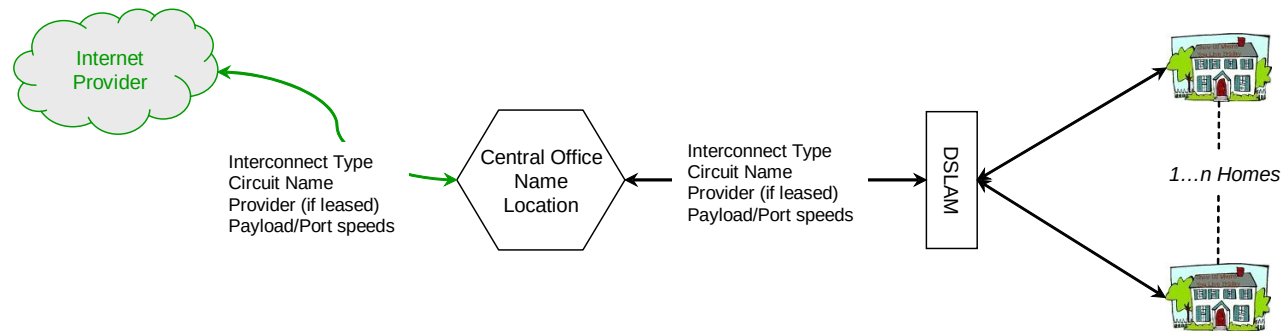 Internet
Provider
Interconnect Type
Circuit Name
Provider (if leased)
Payload/Port speeds
Central Office
Name
Location
Interconnect Type
Circuit Name
Provider (if leased)
Payload/Port speeds
DSLAM
1…n Homes